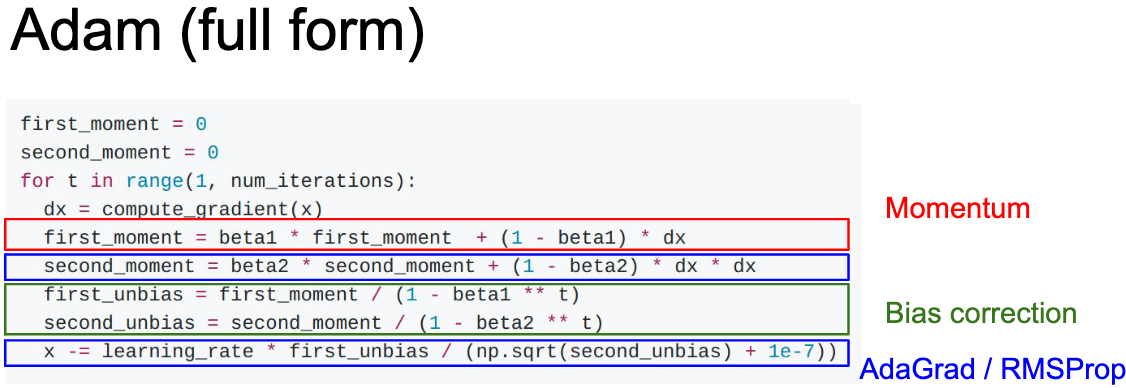 Adam (full form)
first_moment = 0
second_moment = 0
for t in range(1, num_iterations):
dx = compute_gradient(x)
first_moment = beta1 * first_moment + (1 - beta1) * dx
second_moment = beta2 * second_moment + (1 - beta2) * dx * dx
first_unbias = first_moment / (1 - beta1 ** t)
second_unbias = second_moment / (1 - beta2 ** t)
x -= learning_rate * first_unbias / (np.sqrt(second_unbias) + 1e-7))
Momentum
Bias correction
AdaGrad / RMSProp